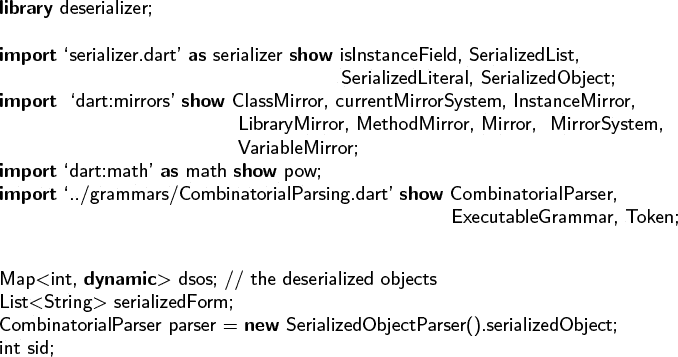 library deserializer;
import ‘serializer.dart’ as serializer show isInstanceField, SerializedList,
SerializedLiteral, SerializedObject;
import ‘dart:mirrors’ show ClassMirror, currentMirrorSystem, InstanceMirror,
LibraryMirror, MethodMirror, Mirror, MirrorSystem,
VariableMirror;
import ‘dart:math’ as math show pow;
import ‘../grammars/CombinatorialParsing.dart’ show CombinatorialParser,
ExecutableGrammar, Token;
Map<int, dynamic> dsos; // the deserialized objects
List<String> serializedForm;
CombinatorialParser parser = new SerializedObjectParser().serializedObject;
int sid;